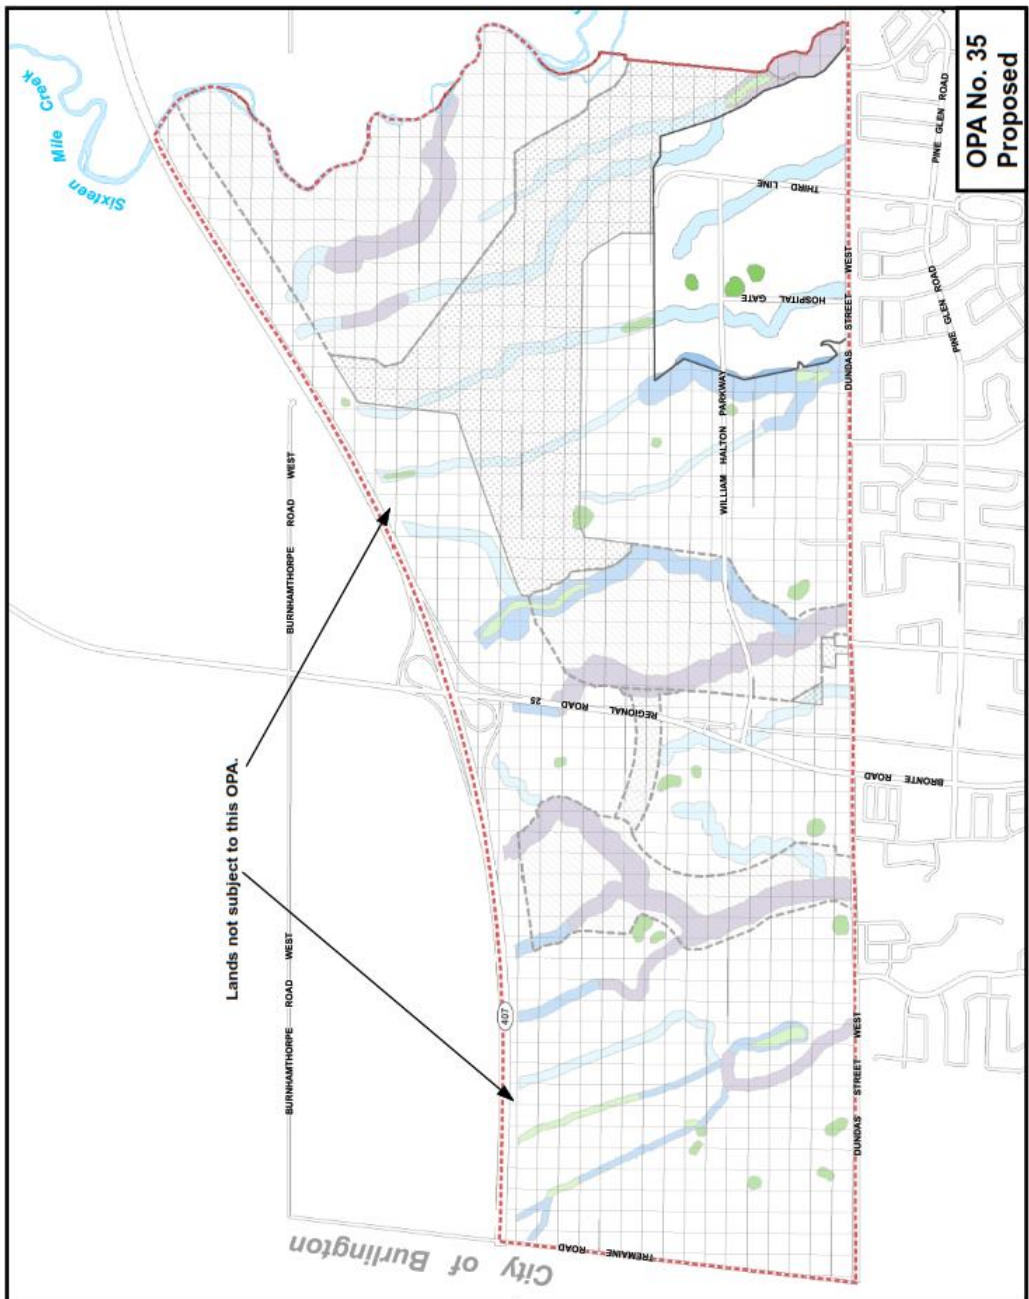 OPA No. 35
Proposed
Sixteen
Mile
Creek
PINE GLEN ROAD
THIRD LINE
DUNDAS STREET WEST
PINE GLEN ROAD
HOSPITAL GATE
WILLIAM HALTON PARKWAY
BURNHAMTHORPE ROAD WEST
REGIONAL ROAD 25
BRONTE ROAD
Lands not subject to this OPA.
BURNHAMTHORPE ROAD WEST
407
DUNDAS STREET WEST
TREMAINE ROAD
City of Burlington